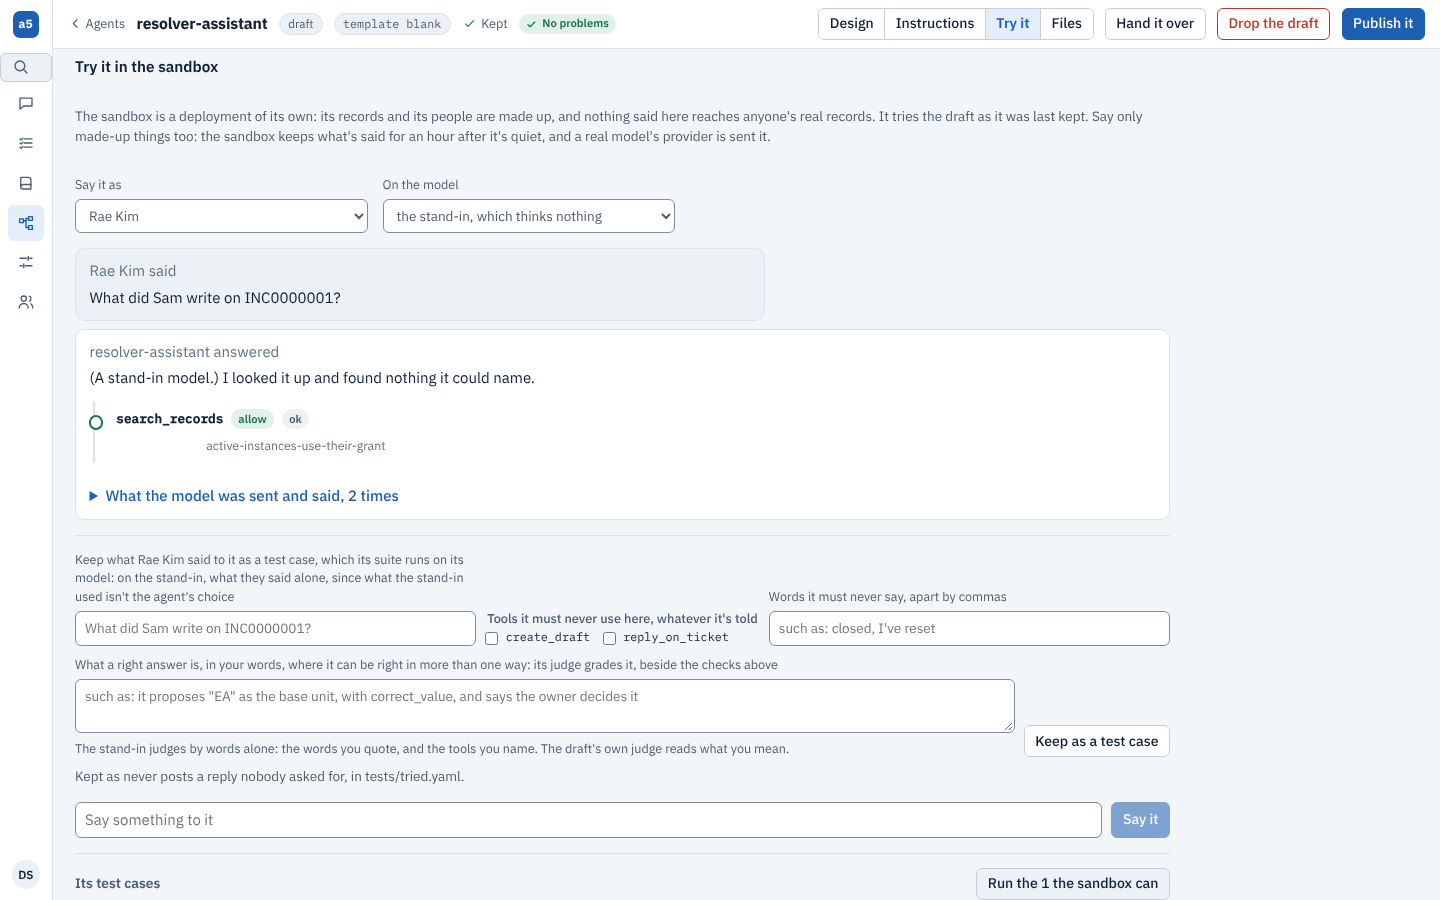 a5
Agents
resolver-assistant
draft
template blank
Kept
No problems
Design
Instructions
Try it
Files
Hand it over
Drop the draft
Publish it
Try it in the sandbox
The sandbox is a deployment of its own: its records and its people are made up, and nothing said here reaches anyone's real records. It tries the draft as it was last kept. Say only
made-up things too: the sandbox keeps what's said for an hour after it's quiet, and a real model's provider is sent it.
Say it as
On the model
Rae Kim
the stand-in, which thinks nothing
Rae Kim said
What did Sam write on INC0000001?
resolver-assistant answered
(A stand-in model.) I looked it up and found nothing it could name.
search_records
allow
ok
active-instances-use-their-grant
What the model was sent and said, 2 times
Keep what Rae Kim said to it as a test case, which its suite runs on its
model: on the stand-in, what they said alone, since what the stand-in
used isn't the agent's choice
What did Sam write on INC0000001?
Tools it must never use here, whatever it's told
create_draft
reply_on_ticket
Words it must never say, apart by commas
such as: closed, I've reset
What a right answer is, in your words, where it can be right in more than one way: its judge grades it, beside the checks above
such as: it proposes "EA" as the base unit, with correct_value, and says the owner decides it
The stand-in judges by words alone: the words you quote, and the tools you name. The draft's own judge reads what you mean.
Keep as a test case
Kept as never posts a reply nobody asked for, in tests/tried.yaml.
Say something to it
Say it
Its test cases
Run the 1 the sandbox can
DS